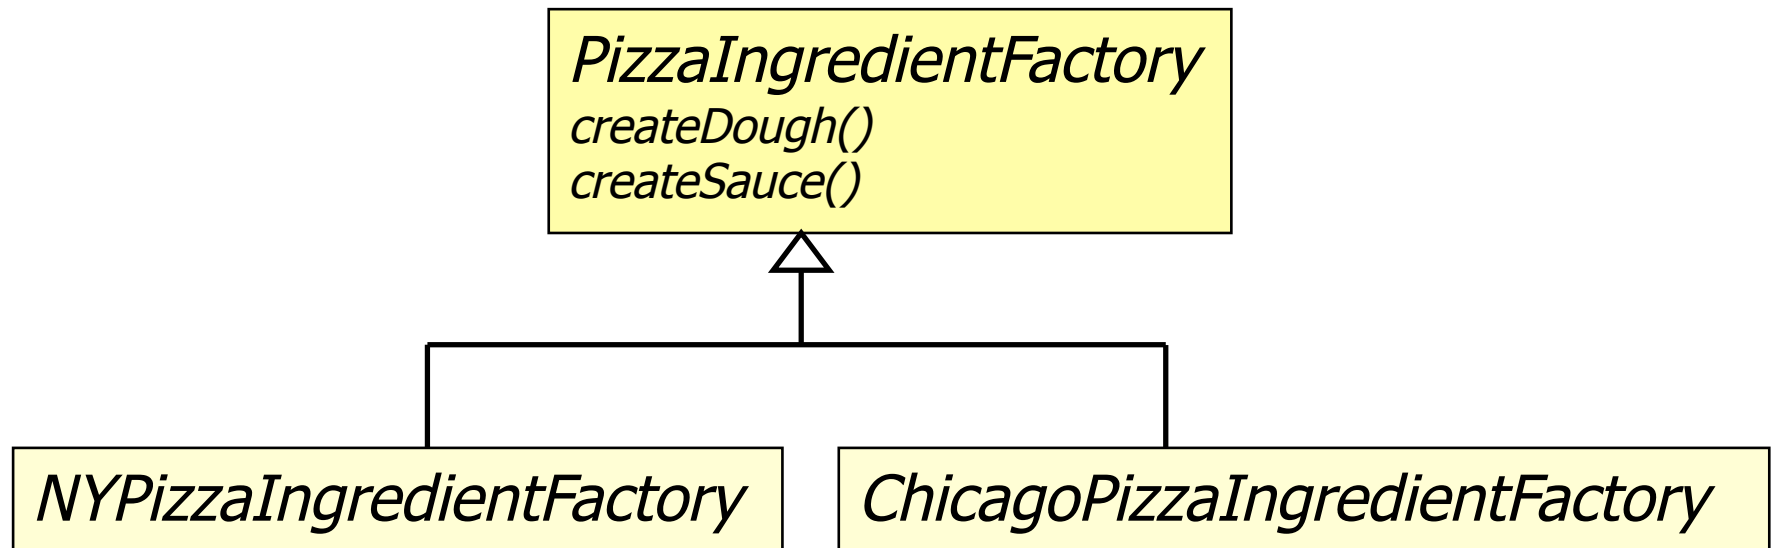 PizzaIngredientFactory
createDough()
createSauce()
NYPizzaIngredientFactory
ChicagoPizzaIngredientFactory